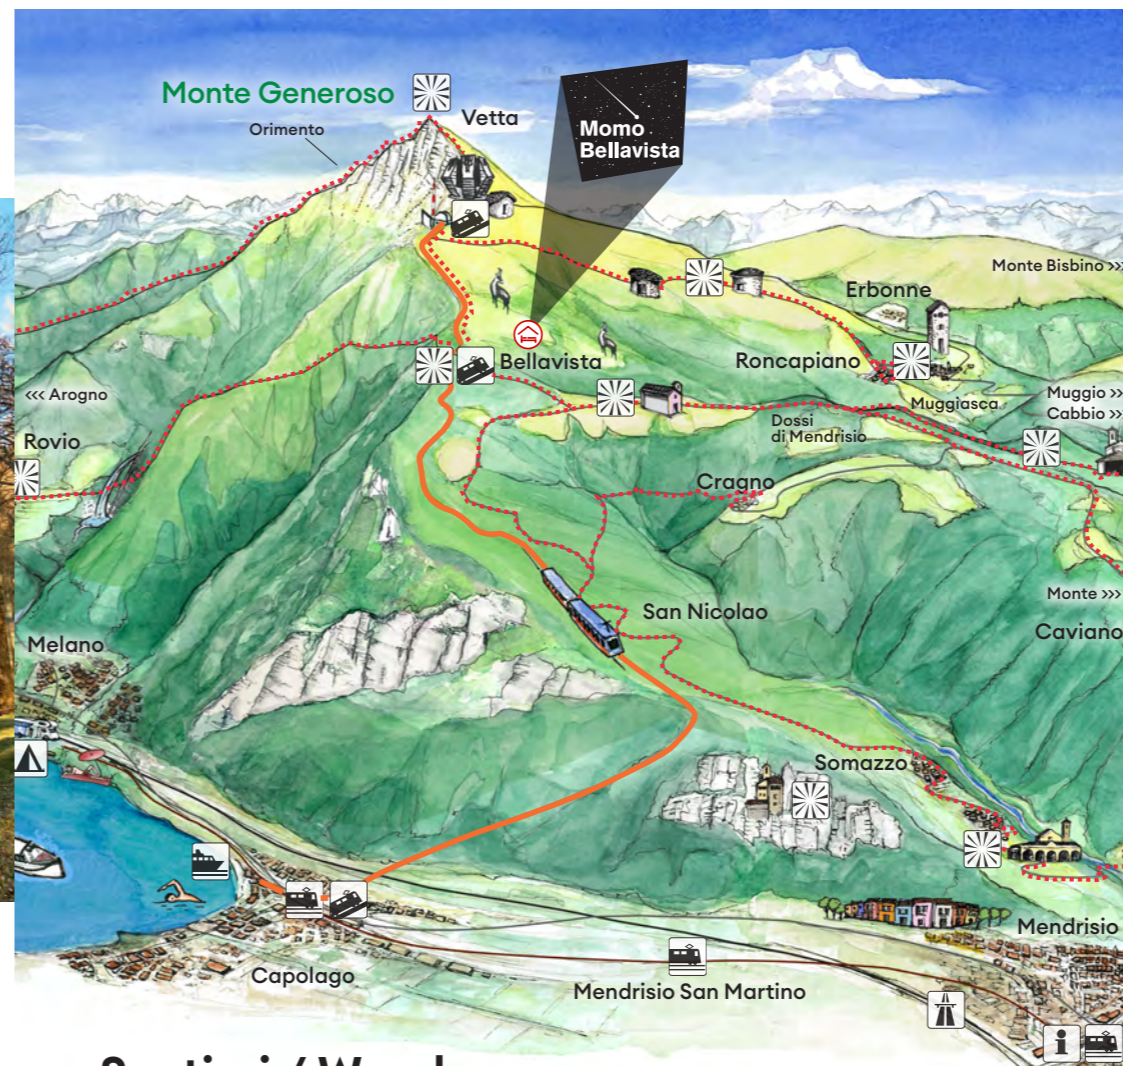 Monte Generoso
Vetta
Orimento
Momo
Bellavista
Monte Bisbino >>>
Erbonne
Roncapiano
Bellavista
Muggiasca
Muggio >>
Cabbio >>
<<< Arogno
Dossi
di Mendrisio
Rovio
Cragno
Monte >>>
San Nicolao
Caviano
Melano
Somazzo
Mendrisio
Capolago
Mendrisio San Martino
i